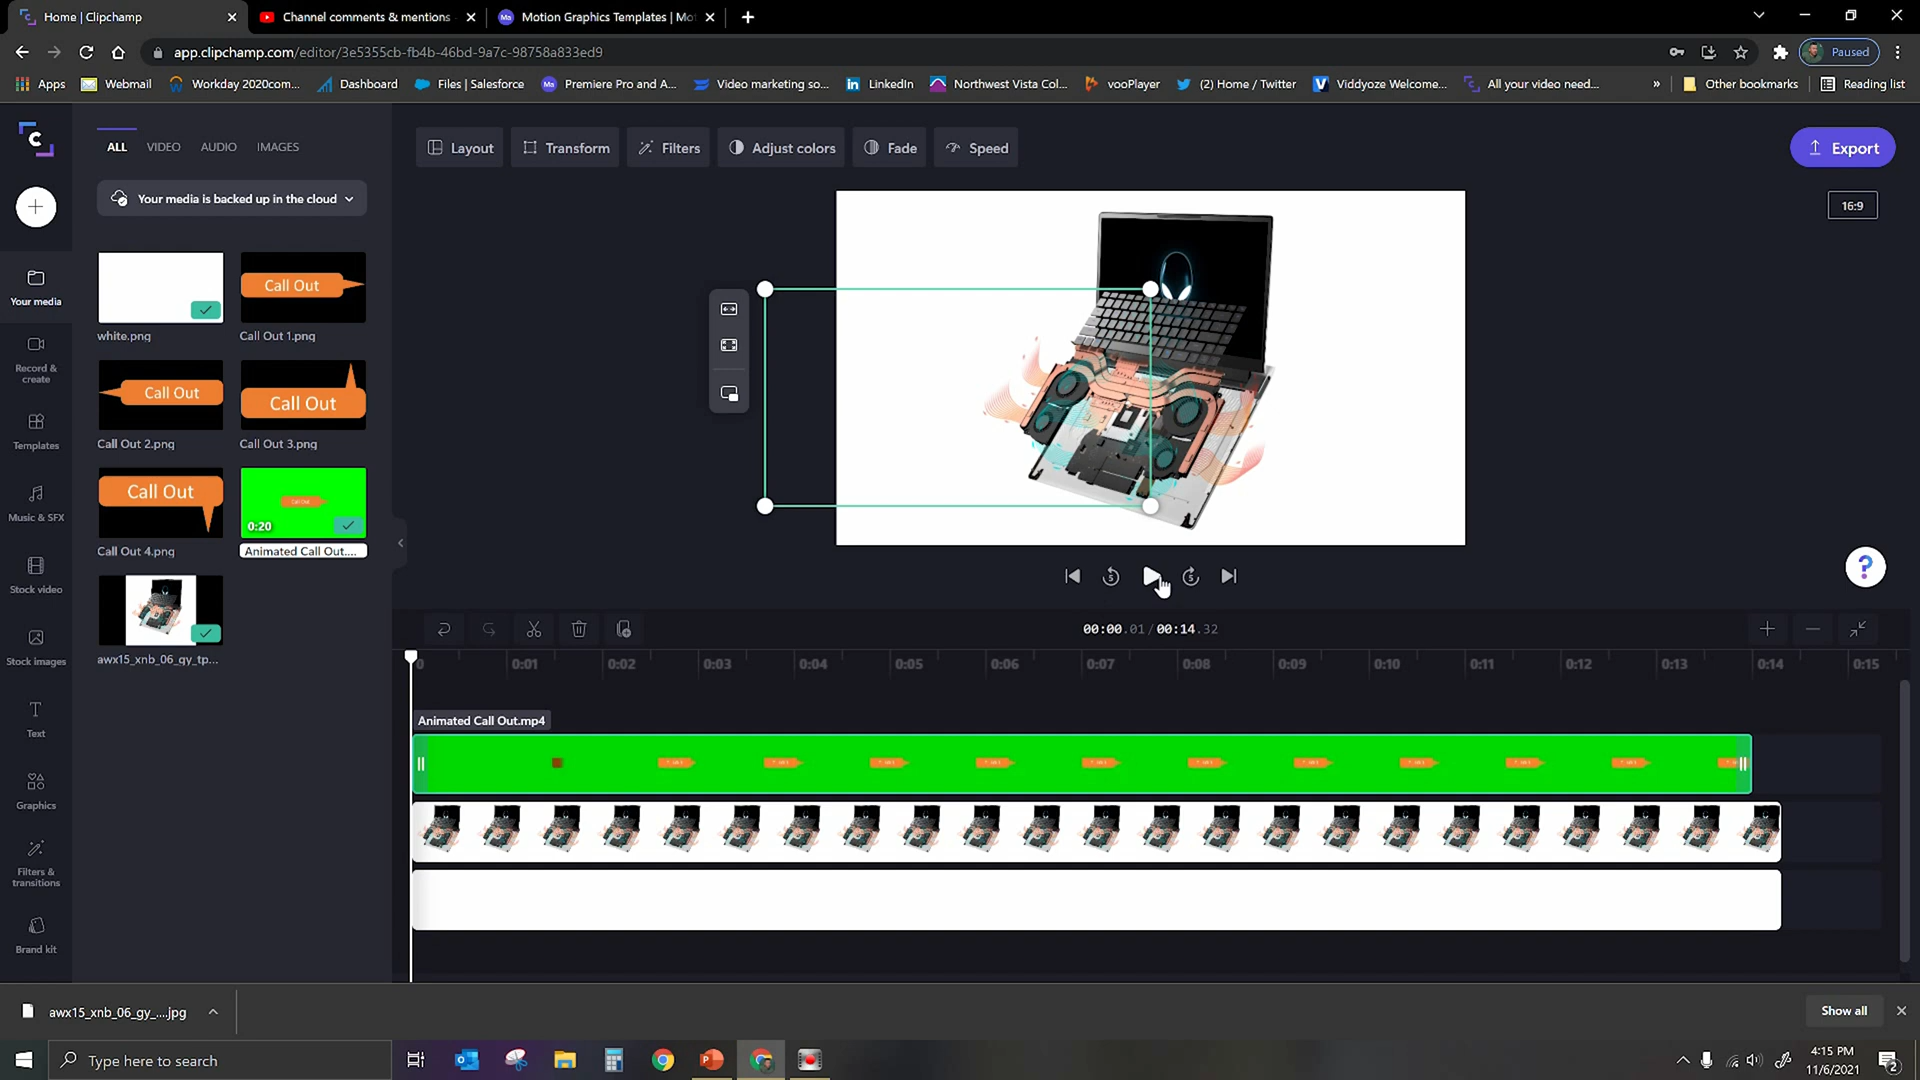 Home | Clipchamp
Channel comments & mentions
Motion Graphics Templates | Mo
app.clipchamp.com/editor/3e5355cb-fb4b-46bd-9a7c-98758a833ed9
Paused
Apps
Webmail
Workday 2020com...
Dashboard
Files | Salesforce
Premiere Pro and A...
Video marketing so...
LinkedIn
Northwest Vista Col...
vooPlayer
(2) Home / Twitter
Viddyoze Welcome...
All your video need...
»
Other bookmarks
Reading list
ALL
VIDEO
AUDIO
IMAGES
Layout
Transform
Filters
Adjust colors
Fade
Speed
Export
Your media is backed up in the cloud
16:9
Your media
Record &
create
Templates
Music & SFX
Stock video
Stock images
Text
Graphics
Filters &
transitions
Brand kit
white.png
Call Out
Call Out 1.png
Call Out
Call Out 2.png
Call Out
Call Out 3.png
Call Out
Call Out 4.png
0:20
Animated Call Out....
awx15_xnb_06_gy_tp...
5
5
?
00:00.01/00:14.32
0
0:01
0:02
0:03
0:04
0:05
0:06
0:07
0:08
0:09
0:10
0:11
0:12
0:13
0:14
0:15
Animated Call Out.mp4
awx15_xnb_06_gy_....jpg
Show all
Type here to search
4:15 PM
11/6/2021
2